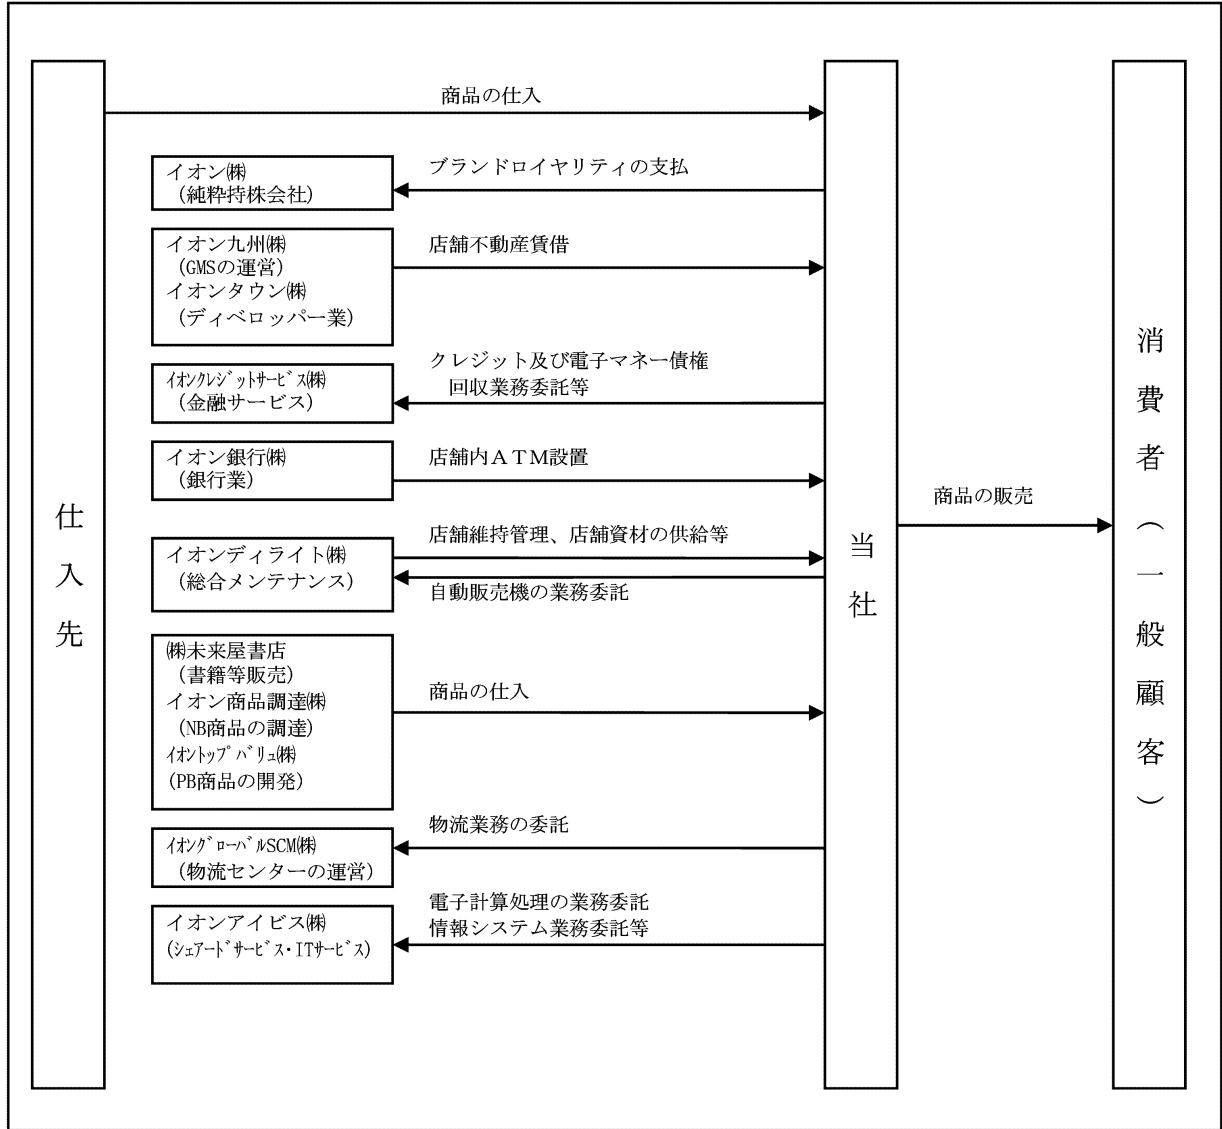 商品の仕入
イオン㈱
（純粋持株会社）
ブランドロイヤリティの支払
イオン九州㈱
（GMSの運営）
イオンタウン㈱
（ディベロッパー業）
店舗不動産賃借
ｲｵﾝｸﾚｼﾞｯﾄｻｰﾋﾞｽ㈱
（金融サービス）
クレジット及び電子マネー債権
回収業務委託等
イオン銀行㈱
（銀行業）
店舗内ＡＴＭ設置
イオンディライト㈱
（総合メンテナンス）
店舗維持管理、店舗資材の供給等
自動販売機の業務委託
㈱未来屋書店
（書籍等販売）
イオン商品調達㈱
（NB商品の調達）
ｲｵﾝﾄｯﾌﾟﾊﾞﾘｭ㈱
（PB商品の開発）
商品の仕入
ｲｵﾝｸﾞﾛｰﾊﾞﾙSCM㈱
（物流センターの運営）
物流業務の委託
イオンアイビス㈱
（ｼｪｱｰﾄﾞｻｰﾋﾞｽ・ITｻｰﾋﾞｽ）
電子計算処理の業務委託
情報システム業務委託等
仕入先
当社
商品の販売
消費者（一般顧客）